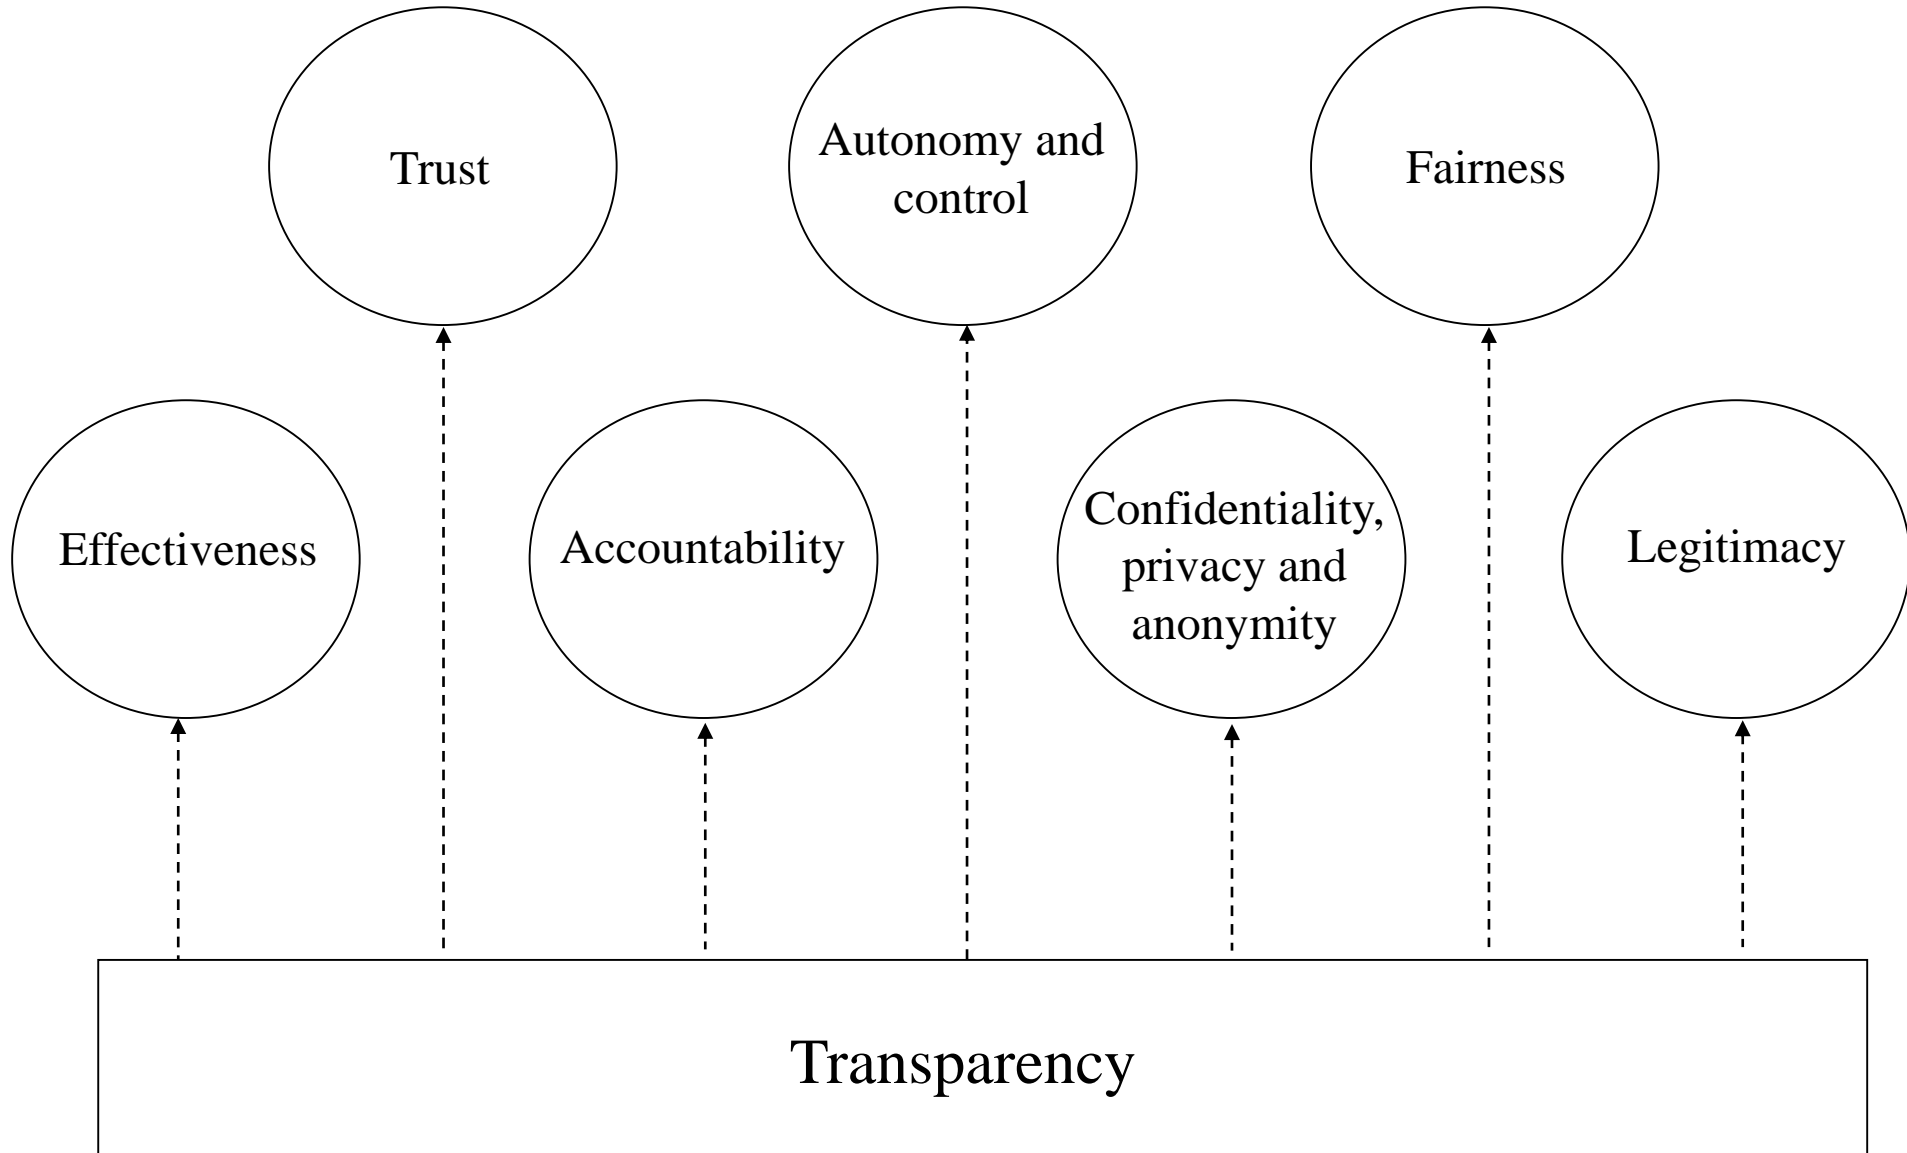 Trust
Autonomy and
control
Fairness
Effectiveness
Accountability
Confidentiality,
privacy and
anonymity
Legitimacy
Transparency